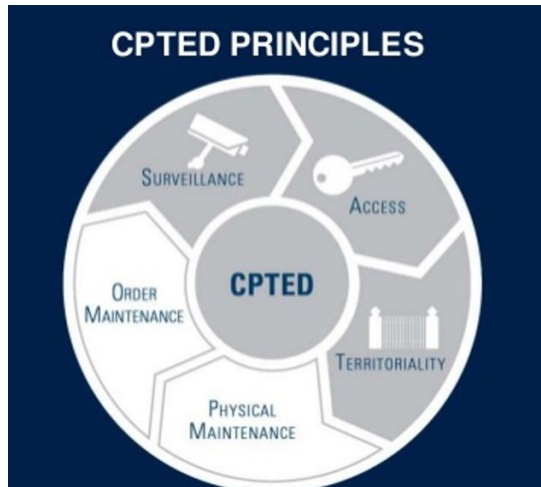 CPTED PRINCIPLES
SURVEILLANCE
ACCESS
CPTED
ORDER
MAINTENANCE
TERRITORIALITY
PHYSICAL
MAINTENANCE